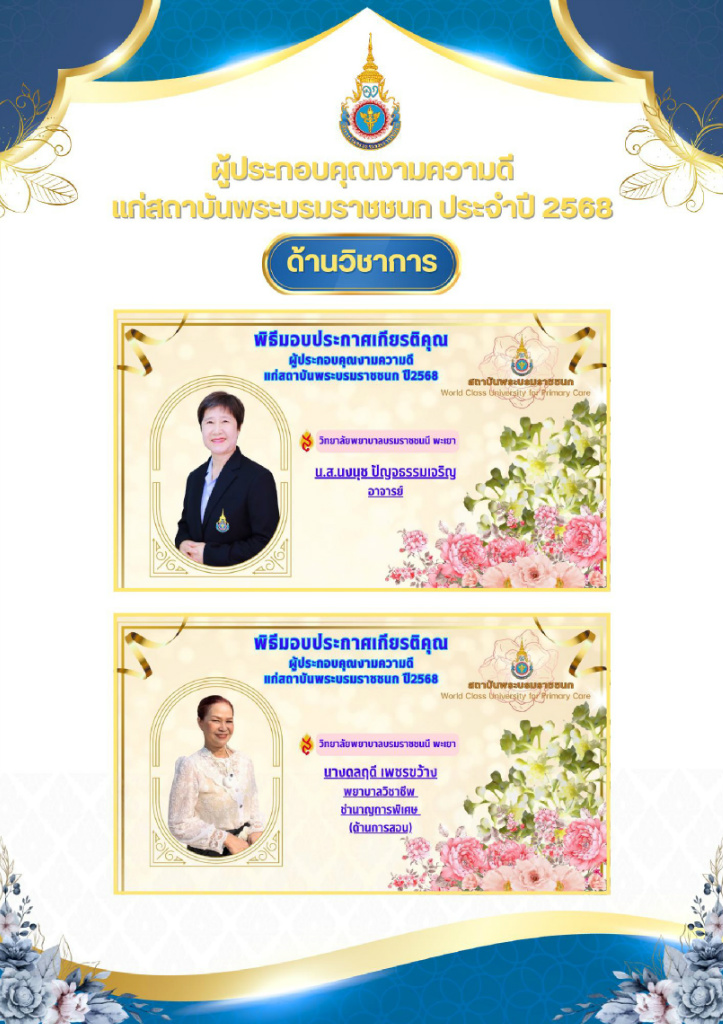 ผู้ประกอบคุณงามความดี
แก่สถาบันพระบรมราชชนก ประจำปี 2568
ด้านวิชาการ
พิธีมอบประกาศเกียรติคุณ
ผู้ประกอบคุณงามความดี
แก่สถาบันพระบรมราชชนก ปี2568
สถาบันพระบรมราชชนก
World Class University for Primary Care
วิทยาลัยพยาบาลบรมราชชนนี พะเยา
น.ส.นงนุช ปัญจธรรมเจริญ
อาจารย์
พิธีมอบประกาศเกียรติคุณ
ผู้ประกอบคุณงามความดี
แก่สถาบันพระบรมราชชนก ปี2568
สถาบันพระบรมราชชนก
World Class University for Primary Care
วิทยาลัยพยาบาลบรมราชชนนี พะเยา
นางดลฤดี เพชรขว้าง
พยาบาลวิชาชีพ
ชำนาญการพิเศษ
(ด้านการสอน)